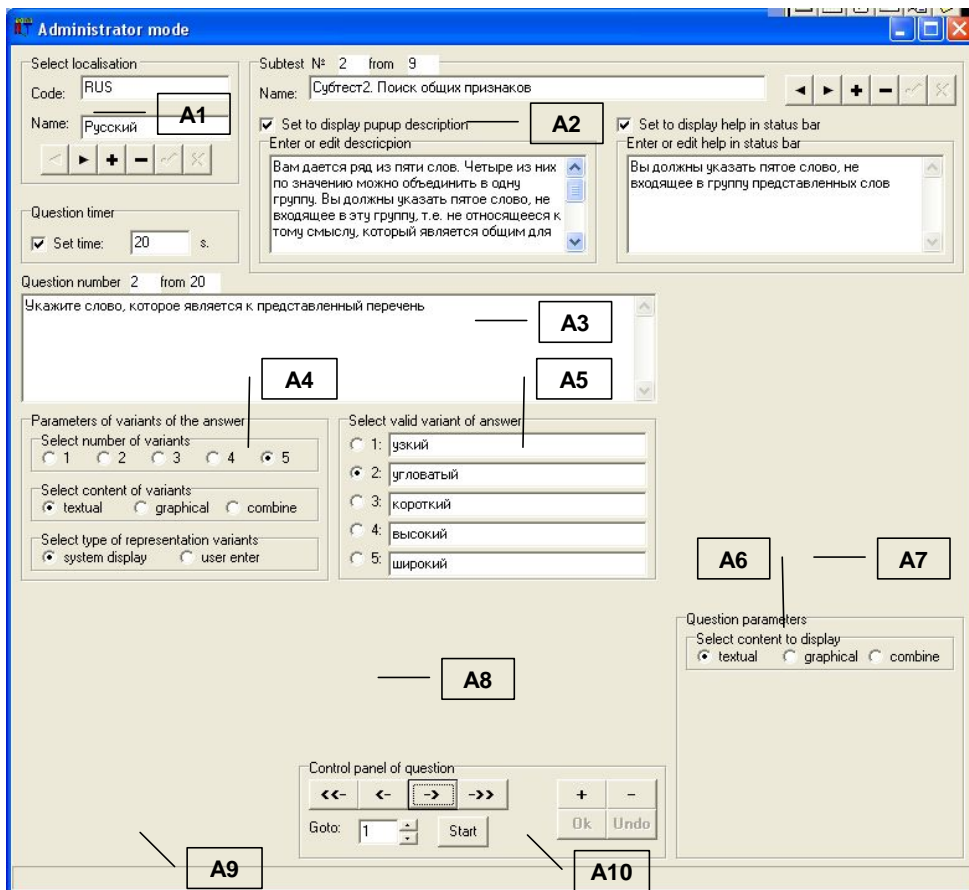 Administrator mode
Select localisation
Code: RUS
Name: Русский
A1
Subtest № 2 from 9
Name: Субтест2. Поиск общих признаков
Set to display pupup description
A2
Set to display help in status bar
Enter or edit descricpion
Вам дается ряд из пяти слов. Четыре из них
по значению можно объединить в одну
группу. Вы должны указать пятое слово, не
входящее в эту группу, т.е. не относящееся к
тому смыслу, который является общим для
Enter or edit help in status bar
Вы должны указать пятое слово, не
входящее в группу представленных слов
Question timer
Set time: 20 s.
Question number 2 from 20
Укажите слово, которое является к представленный перечень
A3
A4
A5
Parameters of variants of the answer
Select number of variants
1 2 3 4 5
Select content of variants
textual graphical combine
Select type of representation variants
system display user enter
Select valid variant of answer
1: узкий
2: угловатый
3: короткий
4: высокий
5: широкий
A6
A7
Question parameters
Select content to display
textual graphical combine
A8
Control panel of question
<<- <- -> ->>
+ -
Goto: 1 Start
Ok Undo
A9
A10